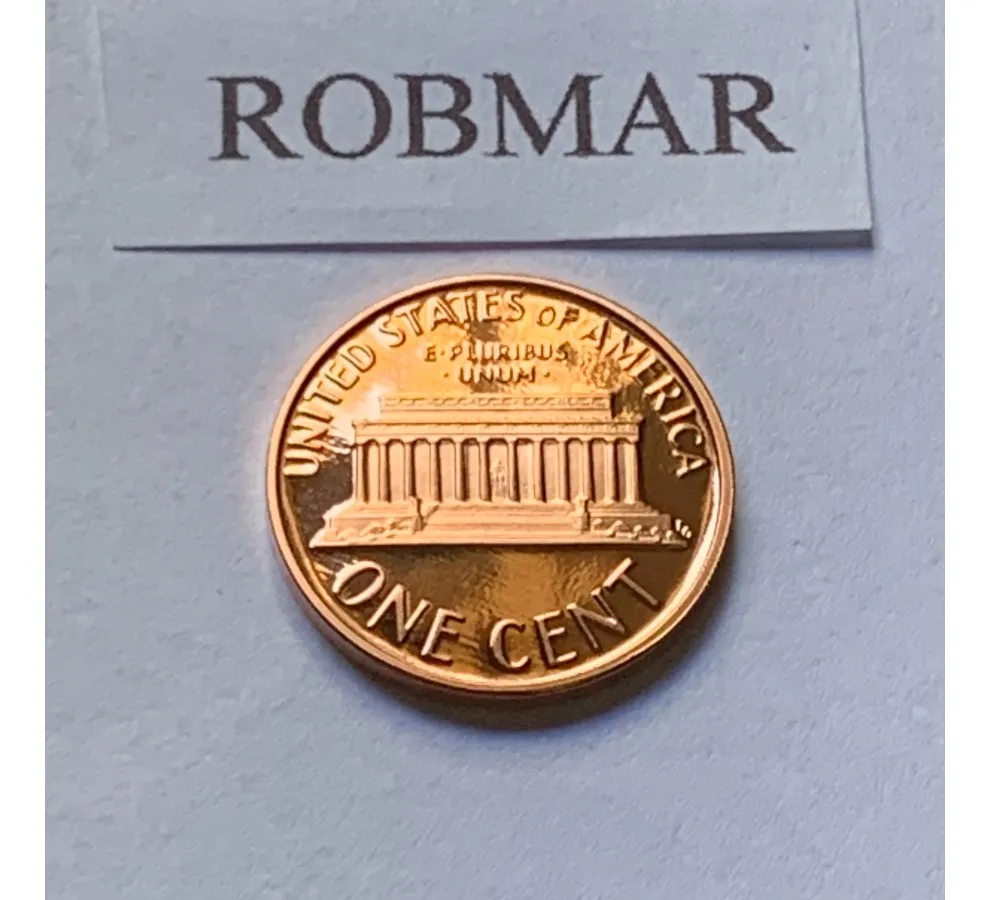 ROBMAR
UNITED STATES OF AMERICA
E·PLURIBUS
·UNUM·
ONE CENT